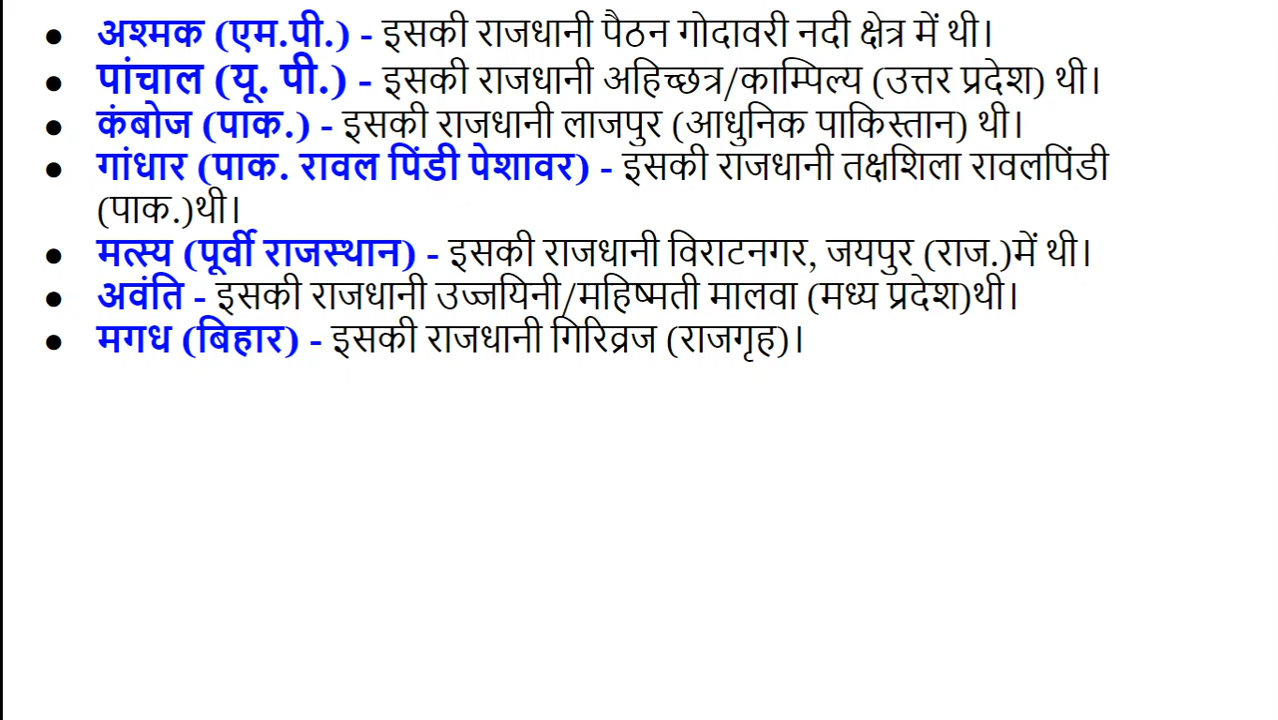 ● अश्मक (एम.पी.) - इसकी राजधानी पैठन गोदावरी नदी क्षेत्र में थी।
● पांचाल (यू. पी.) - इसकी राजधानी अहिच्छत्र/काम्पिल्य (उत्तर प्रदेश) थी।
● कंबोज (पाक.) - इसकी राजधानी लाजपुर (आधुनिक पाकिस्तान) थी।
● गांधार (पाक. रावल पिंडी पेशावर) - इसकी राजधानी तक्षशिला रावलपिंडी
(पाक.)थी।
● मत्स्य (पूर्वी राजस्थान) - इसकी राजधानी विराटनगर, जयपुर (राज.)में थी।
● अवंति - इसकी राजधानी उज्जयिनी/महिष्मती मालवा (मध्य प्रदेश)थी।
● मगध (बिहार) - इसकी राजधानी गिरिव्रज (राजगृह)।